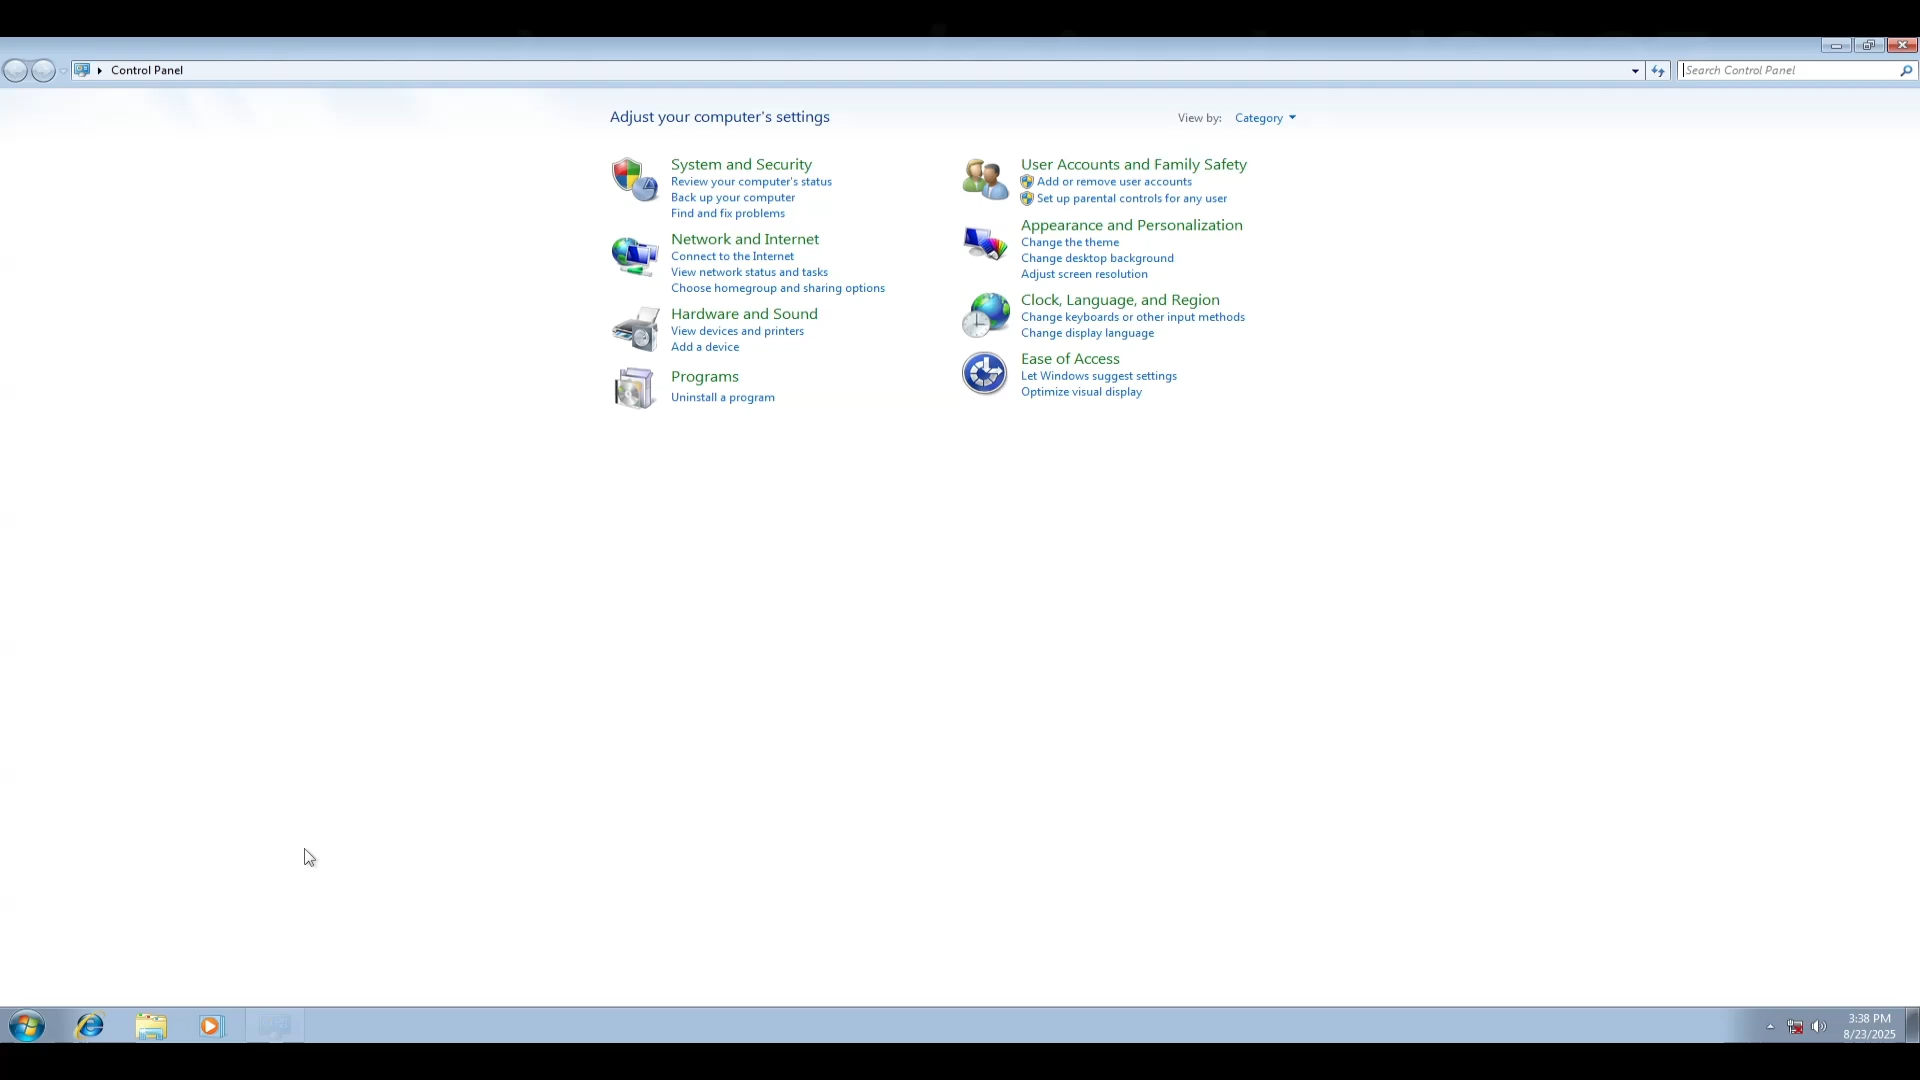 Control Panel
Search Control Panel
Adjust your computer's settings
View by: Category
System and Security
Review your computer's status
Back up your computer
Find and fix problems
Network and Internet
Connect to the Internet
View network status and tasks
Choose homegroup and sharing options
Hardware and Sound
View devices and printers
Add a device
Programs
Uninstall a program
User Accounts and Family Safety
Add or remove user accounts
Set up parental controls for any user
Appearance and Personalization
Change the theme
Change desktop background
Adjust screen resolution
Clock, Language, and Region
Change keyboards or other input methods
Change display language
Ease of Access
Let Windows suggest settings
Optimize visual display
3:38 PM
8/23/2025